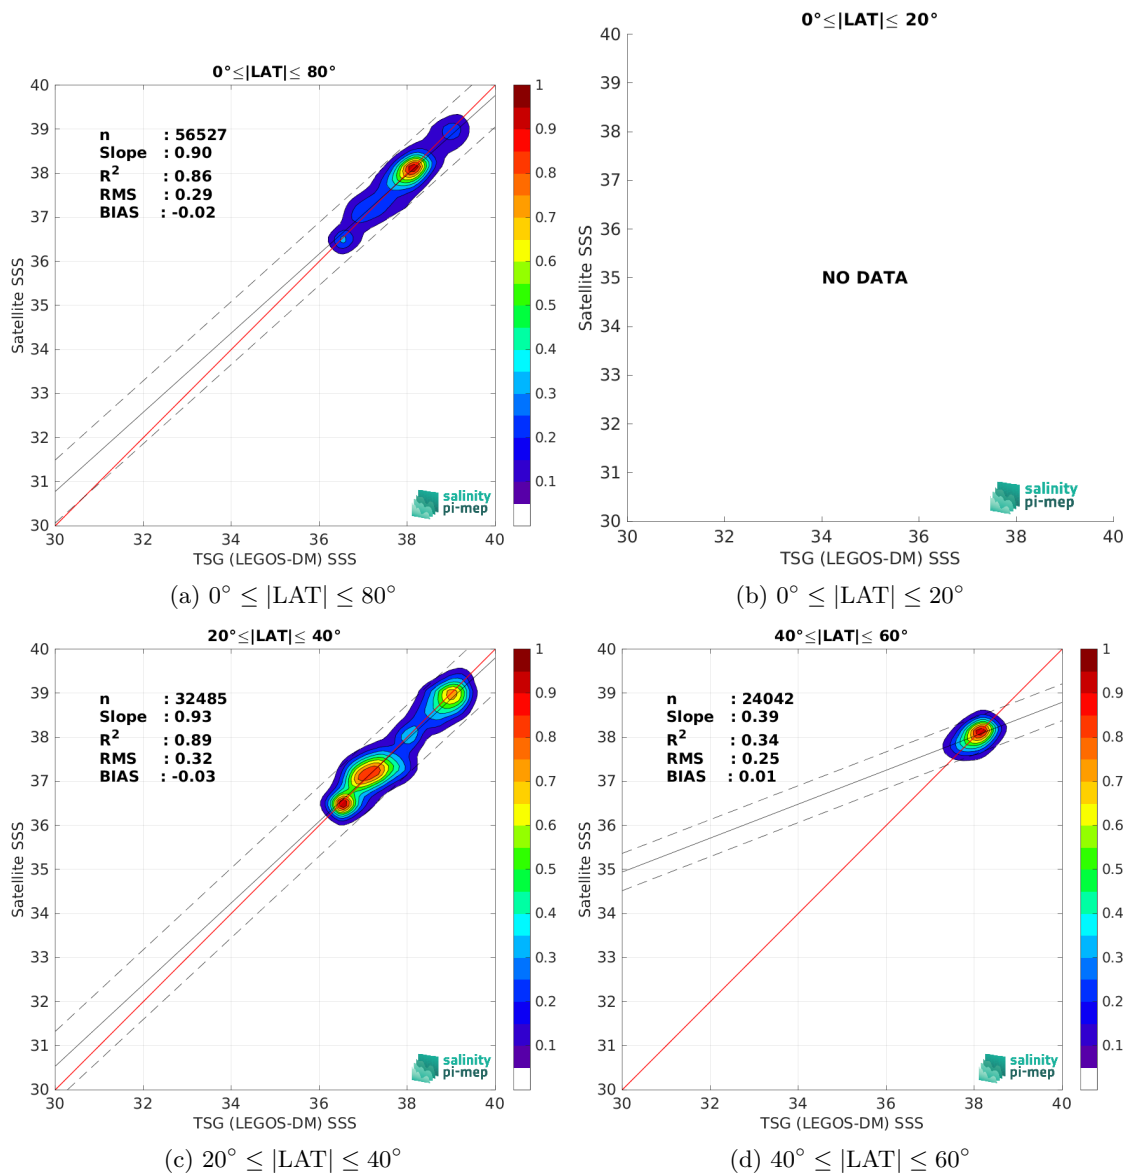 0°≤|LAT|≤ 80°
40
39
38
37
36
35
34
33
32
31
30
Satellite SSS
n : 56527
Slope : 0.90
R² : 0.86
RMS : 0.29
BIAS : -0.02
salinity
pi-mep
30 32 34 36 38 40
TSG (LEGOS-DM) SSS
1
0.9
0.8
0.7
0.6
0.5
0.4
0.3
0.2
0.1
(a) 0° ≤ |LAT| ≤ 80°
0°≤|LAT|≤ 20°
40
39
38
37
36
35
34
33
32
31
30
Satellite SSS
NO DATA
salinity
pi-mep
30 32 34 36 38 40
TSG (LEGOS-DM) SSS
(b) 0° ≤ |LAT| ≤ 20°
20°≤|LAT|≤ 40°
40
39
38
37
36
35
34
33
32
31
30
Satellite SSS
n : 32485
Slope : 0.93
R² : 0.89
RMS : 0.32
BIAS : -0.03
salinity
pi-mep
30 32 34 36 38 40
TSG (LEGOS-DM) SSS
1
0.9
0.8
0.7
0.6
0.5
0.4
0.3
0.2
0.1
(c) 20° ≤ |LAT| ≤ 40°
40°≤|LAT|≤ 60°
40
39
38
37
36
35
34
33
32
31
30
Satellite SSS
n : 24042
Slope : 0.39
R² : 0.34
RMS : 0.25
BIAS : 0.01
salinity
pi-mep
30 32 34 36 38 40
TSG (LEGOS-DM) SSS
1
0.9
0.8
0.7
0.6
0.5
0.4
0.3
0.2
0.1
(d) 40° ≤ |LAT| ≤ 60°